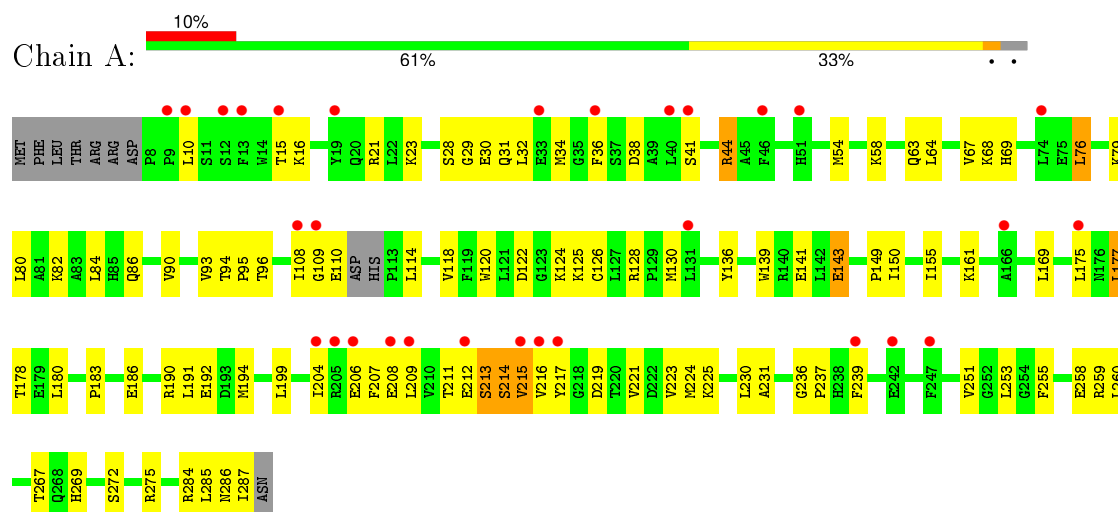 10%
Chain A:
61% 33% • •
MET PHE LEU THR ARG ARG ASP P8 P9 L10 S11 S12 F13 W14 T15 K16 Y19 Q20 R21 L22 K23 S28 G29 E30 Q31 L32 E33 M34 G35 F36 S37 D38 A39 L40 S41 R44 A45 F46 H51 M54 K58 Q63 L64 V67 K68 H69 L74 E75 L76 K79
L80 A81 K82 A83 L84 H85 Q86 V90 V93 T94 P95 T96 I108 G109 E110 ASP HIS P113 L114 V118 F119 W120 L121 D122 G123 K124 K125 C126 L127 R128 P129 M130 L131 Y136 W139 R140 E141 L142 E143 P149 I150 I155 K161 A166 L169 L175 N176 L177
T178 E179 L180 P183 E186 R190 L191 E192 D193 M194 L199 I204 R205 E206 F207 E208 L209 V210 T211 E212 S213 S214 V215 V216 Y217 G218 D219 T220 V221 D222 V223 M224 K225 L230 A231 G236 P237 H238 F239 E242 F247 V251 G252 L253 G254 F255 E258 R259 L260
T267 Q268 H269 S272 R275 R284 L285 N286 I287 ASN